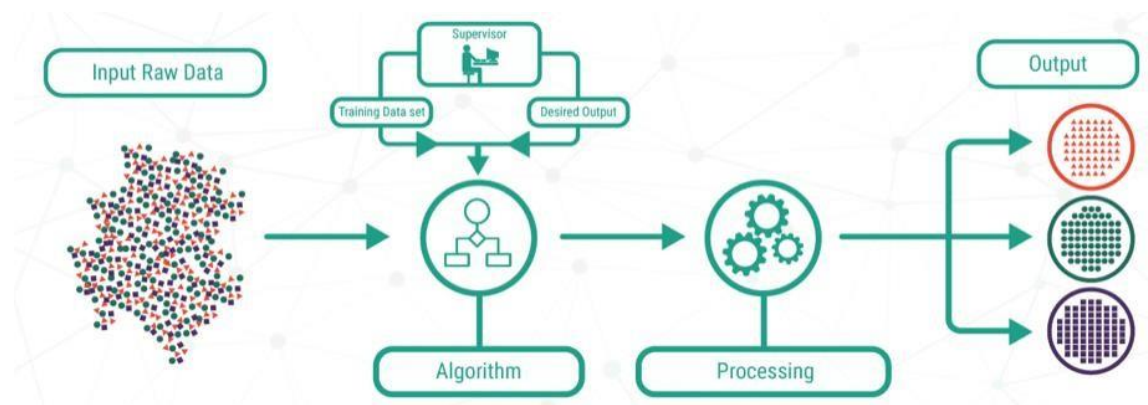 Input Raw Data
Supervisor
Training Data set
Desired Output
Algorithm
Processing
Output